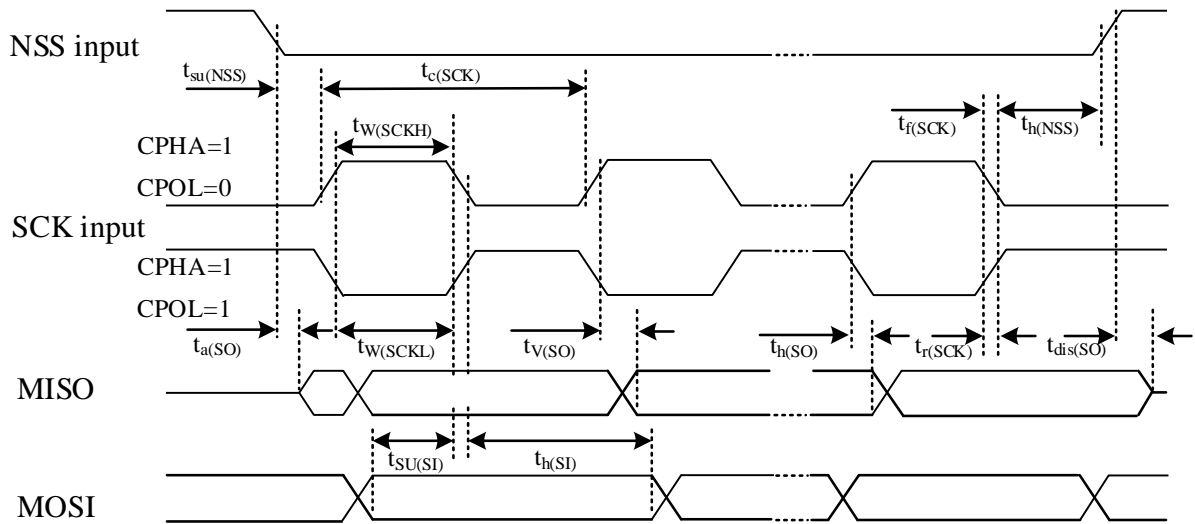 NSS input
tsu(NSS)
tc(SCK)
tW(SCKH)
tf(SCK)
th(NSS)
CPHA=1
CPOL=0
SCK input
CPHA=1
CPOL=1
ta(SO)
tW(SCKL)
tV(SO)
th(SO)
tr(SCK)
tdis(SO)
MISO
tSU(SI)
th(SI)
MOSI